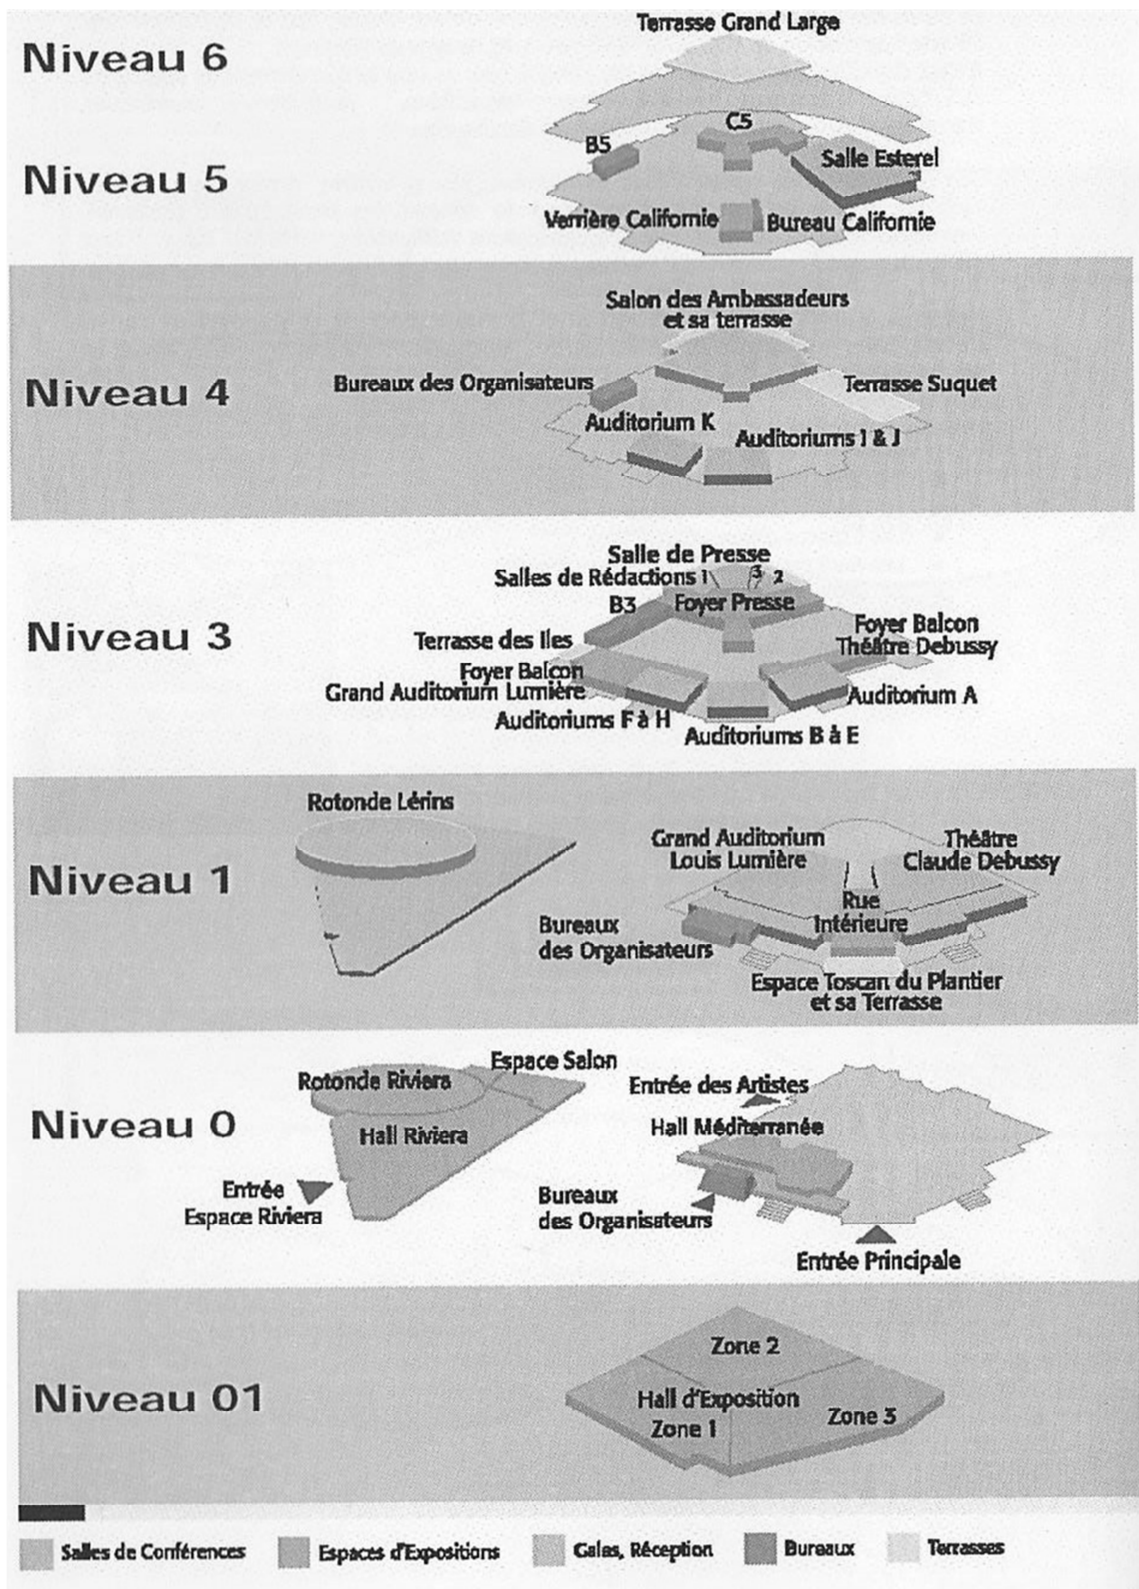 Terrasse Grand Large
Niveau 6
C5
B5
Salle Esterel
Niveau 5
Verrière Californie
Bureau Californie
Salon des Ambassadeurs
et sa terrasse
Niveau 4
Bureaux des Organisateurs
Terrasse Suquet
Auditorium K
Auditoriums I & J
Salle de Presse
Salles de Rédactions 1 3 2
B3
Foyer Presse
Niveau 3
Terrasse des Iles
Foyer Balcon
Théâtre Debussy
Foyer Balcon
Grand Auditorium Lumière
Auditorium A
Auditoriums F à H
Auditoriums B à E
Rotonde Lérins
Niveau 1
Grand Auditorium
Louis Lumière
Théâtre
Claude Debussy
Rue
Intérieure
Bureaux
des Organisateurs
Espace Toscan du Plantier
et sa Terrasse
Niveau 0
Rotonde Riviera
Espace Salon
Hall Riviera
Entrée
Espace Riviera
Entrée des Artistes
Hall Méditerranée
Bureaux
des Organisateurs
Entrée Principale
Niveau 01
Zone 2
Hall d'Exposition
Zone 1
Zone 3
Salles de Conférences
Espaces d'Expositions
Galas, Réception
Bureaux
Terrasses